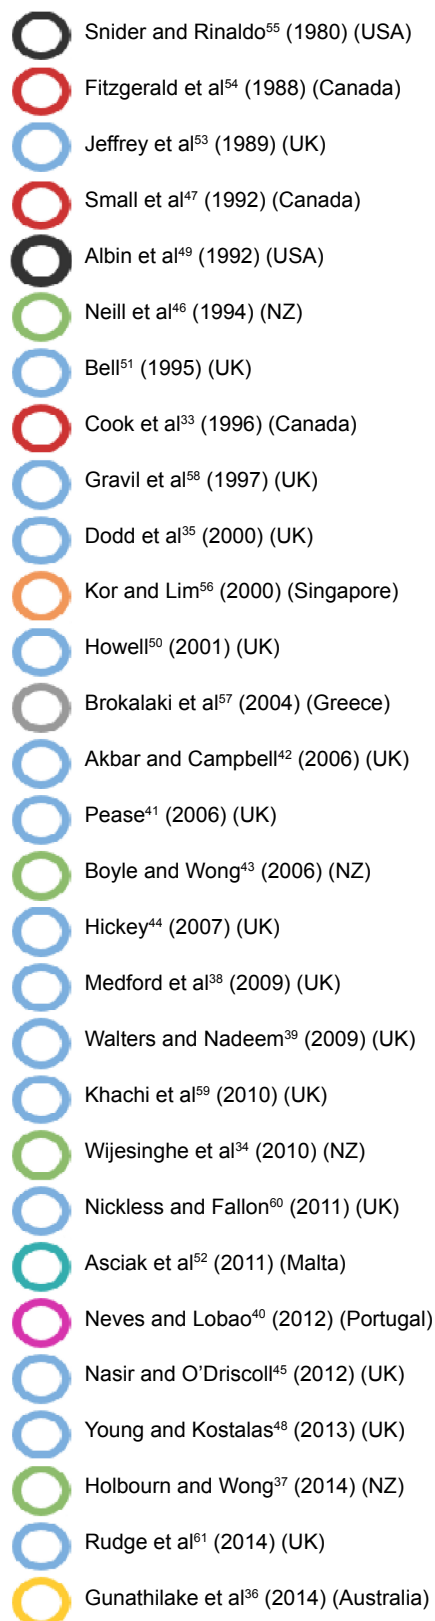 Snider and Rinaldo⁵⁵ (1980) (USA)
Fitzgerald et al⁵⁴ (1988) (Canada)
Jeffrey et al⁵³ (1989) (UK)
Small et al⁴⁷ (1992) (Canada)
Albin et al⁴⁹ (1992) (USA)
Neill et al⁴⁶ (1994) (NZ)
Bell⁵¹ (1995) (UK)
Cook et al³³ (1996) (Canada)
Gravil et al⁵⁸ (1997) (UK)
Dodd et al³⁵ (2000) (UK)
Kor and Lim⁵⁶ (2000) (Singapore)
Howell⁵⁰ (2001) (UK)
Brokalaki et al⁵⁷ (2004) (Greece)
Akbar and Campbell⁴² (2006) (UK)
Pease⁴¹ (2006) (UK)
Boyle and Wong⁴³ (2006) (NZ)
Hickey⁴⁴ (2007) (UK)
Medford et al³⁸ (2009) (UK)
Walters and Nadeem³⁹ (2009) (UK)
Khachi et al⁵⁹ (2010) (UK)
Wijesinghe et al³⁴ (2010) (NZ)
Nickless and Fallon⁶⁰ (2011) (UK)
Asciak et al⁵² (2011) (Malta)
Neves and Lobao⁴⁰ (2012) (Portugal)
Nasir and O’Driscoll⁴⁵ (2012) (UK)
Young and Kostalas⁴⁸ (2013) (UK)
Holbourn and Wong³⁷ (2014) (NZ)
Rudge et al⁶¹ (2014) (UK)
Gunathilake et al³⁶ (2014) (Australia)